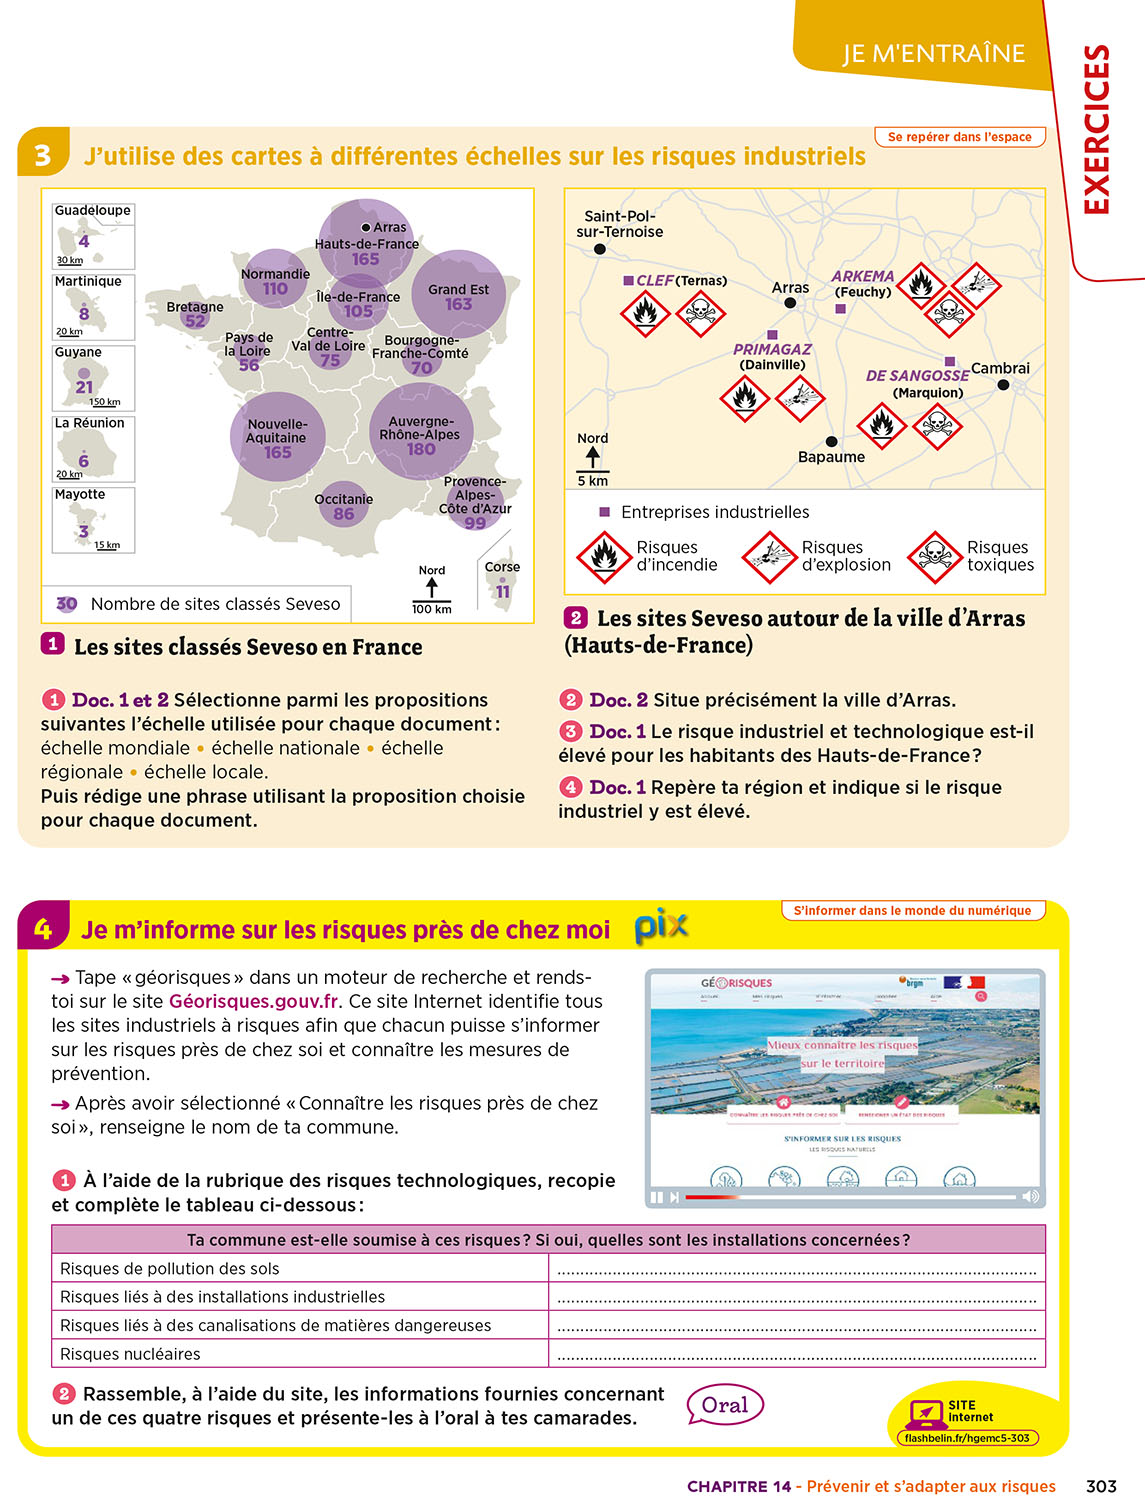 JE M'ENTRAÎNE
EXERCICES
3
J'utilise des cartes à différentes échelles sur les risques industriels
Se repérer dans l'espace
Guadeloupe
4
30 km
Martinique
8
20 km
Guyane
21
150 km
La Réunion
6
20 km
Mayotte
3
15 km
Arras
Hauts-de-France
165
Normandie
110
Île-de-France
105
Grand Est
163
Bretagne
52
Pays de
la Loire
56
Centre-
Val de Loire
75
Bourgogne-
Franche-Comté
70
Nouvelle-
Aquitaine
165
Auvergne-
Rhône-Alpes
180
Occitanie
86
Provence-
Alpes-
Côte d'Azur
99
Corse
11
Nord
100 km
30 Nombre de sites classés Seveso
1 Les sites classés Seveso en France
Saint-Pol-
sur-Ternoise
CLEF (Ternas)
Arras
ARKEMA
(Feuchy)
PRIMAGAZ
(Dainville)
DE SANGOSSE
(Marquion)
Cambrai
Bapaume
Nord
5 km
Entreprises industrielles
Risques
d'incendie
Risques
d'explosion
Risques
toxiques
2 Les sites Seveso autour de la ville d'Arras
(Hauts-de-France)
1 Doc. 1 et 2 Sélectionne parmi les propositions
suivantes l'échelle utilisée pour chaque document :
échelle mondiale • échelle nationale • échelle
régionale • échelle locale.
Puis rédige une phrase utilisant la proposition choisie
pour chaque document.
2 Doc. 2 Situe précisément la ville d'Arras.
3 Doc. 1 Le risque industriel et technologique est-il
élevé pour les habitants des Hauts-de-France ?
4 Doc. 1 Repère ta région et indique si le risque
industriel y est élevé.
4
Je m'informe sur les risques près de chez moi
pix
S'informer dans le monde du numérique
→ Tape « géorisques » dans un moteur de recherche et rends-
toi sur le site Géorisques.gouv.fr. Ce site Internet identifie tous
les sites industriels à risques afin que chacun puisse s'informer
sur les risques près de chez soi et connaître les mesures de
prévention.
→ Après avoir sélectionné « Connaître les risques près de chez
soi », renseigne le nom de ta commune.
GÉORISQUES
brgm
Mieux connaître les risques
sur le territoire
CONNAÎTRE LES RISQUES PRÈS DE CHEZ SOI
RENSEIGNER UN ÉTAT DES RISQUES
S'INFORMER SUR LES RISQUES
LES RISQUES NATURELS
1 À l'aide de la rubrique des risques technologiques, recopie
et complète le tableau ci-dessous :
Ta commune est-elle soumise à ces risques ? Si oui, quelles sont les installations concernées ?
Risques de pollution des sols
Risques liés à des installations industrielles
Risques liés à des canalisations de matières dangereuses
Risques nucléaires
2 Rassemble, à l'aide du site, les informations fournies concernant
un de ces quatre risques et présente-les à l'oral à tes camarades.
Oral
SITE
internet
flashbelin.fr/hgemc5-303
CHAPITRE 14 - Prévenir et s'adapter aux risques 303